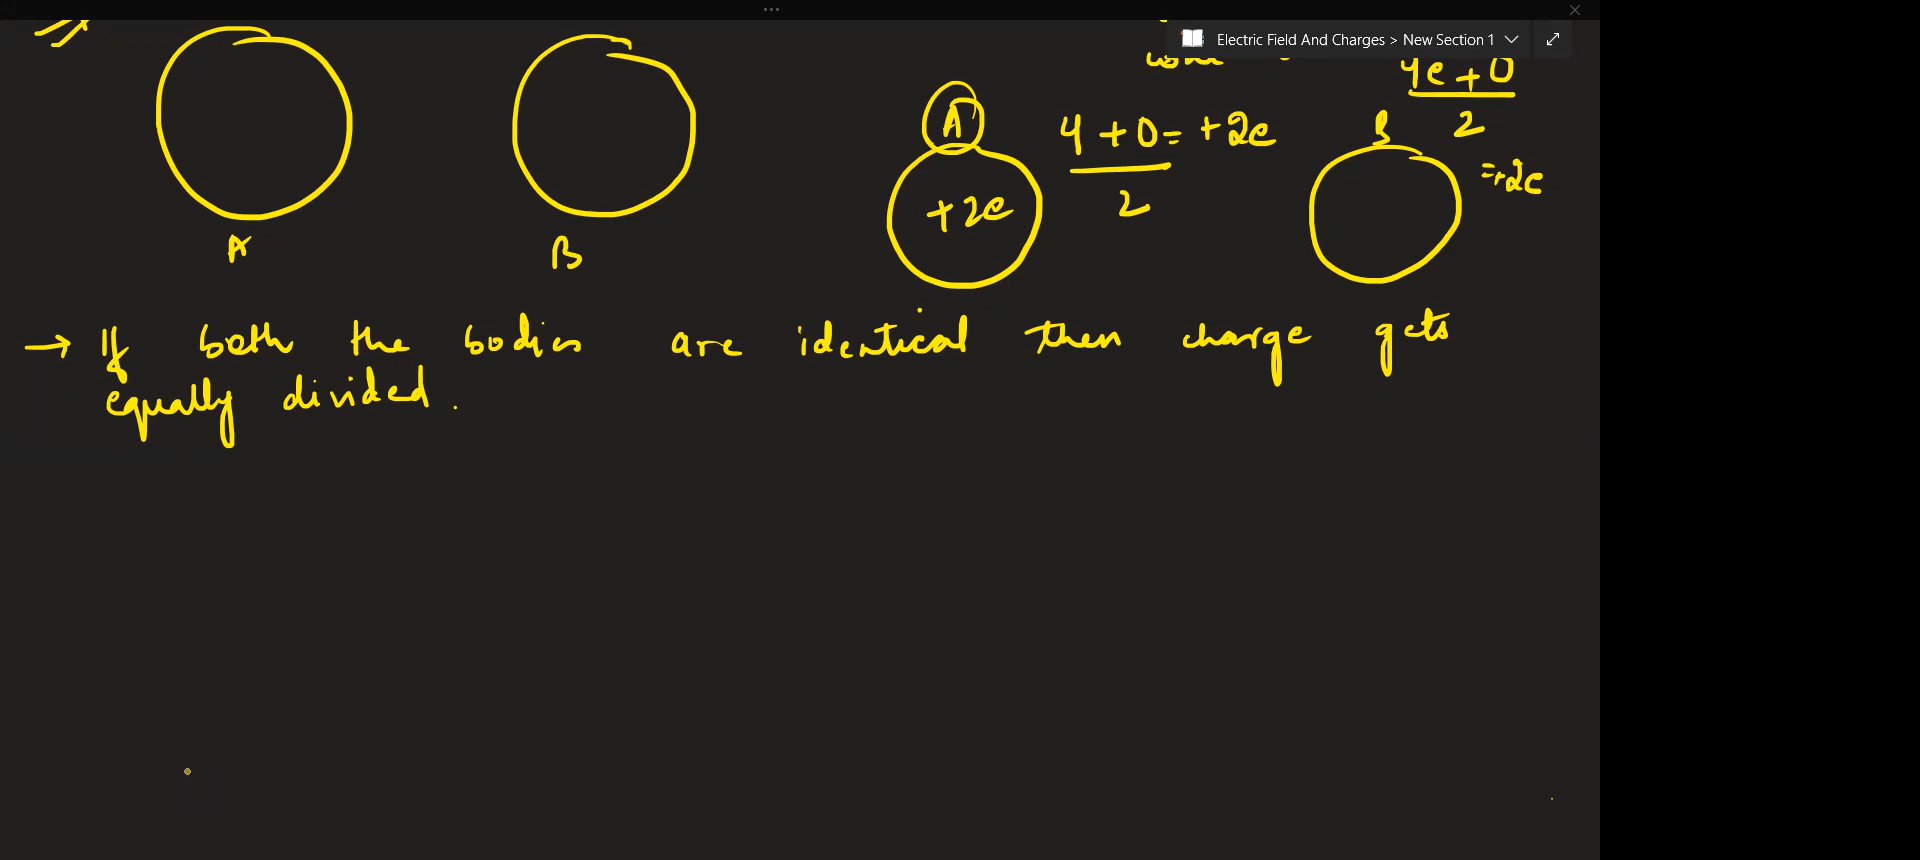 Electric Field And Charges > New Section 1
4e + 0
2
= +2e
A
4 + 0 = +2e
2
+2e
B
A
B
→ If both the bodies are identical then charge gets
equally divided.